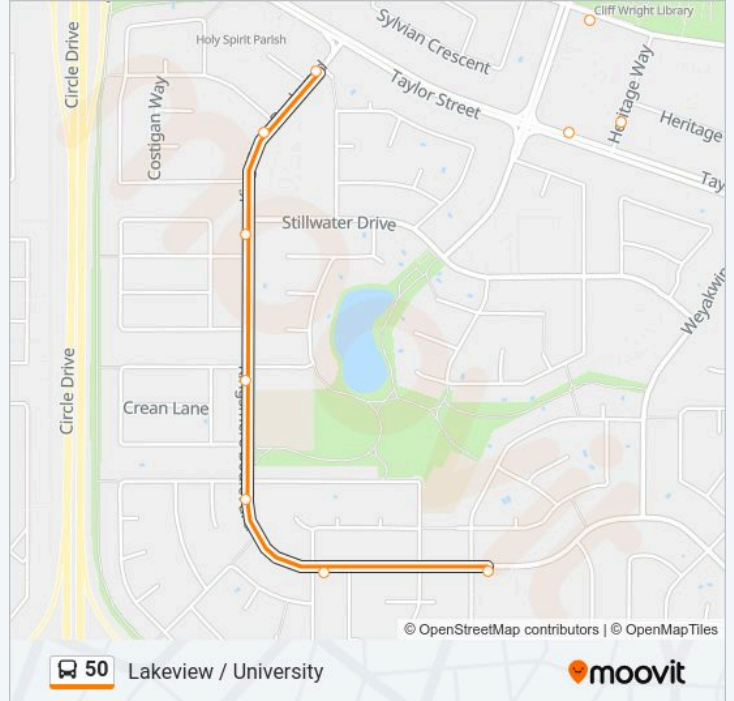 Cliff Wright Library
Circle Drive
Holy Spirit Parish
Sylvian Crescent
Taylor Street
Costigan Way
Heritage Way
Heritage
Tay
Stillwater Drive
Weyakwin
Circle Drive
Crean Lane
© OpenStreetMap contributors | © OpenMapTiles
50 Lakeview / University
moovit